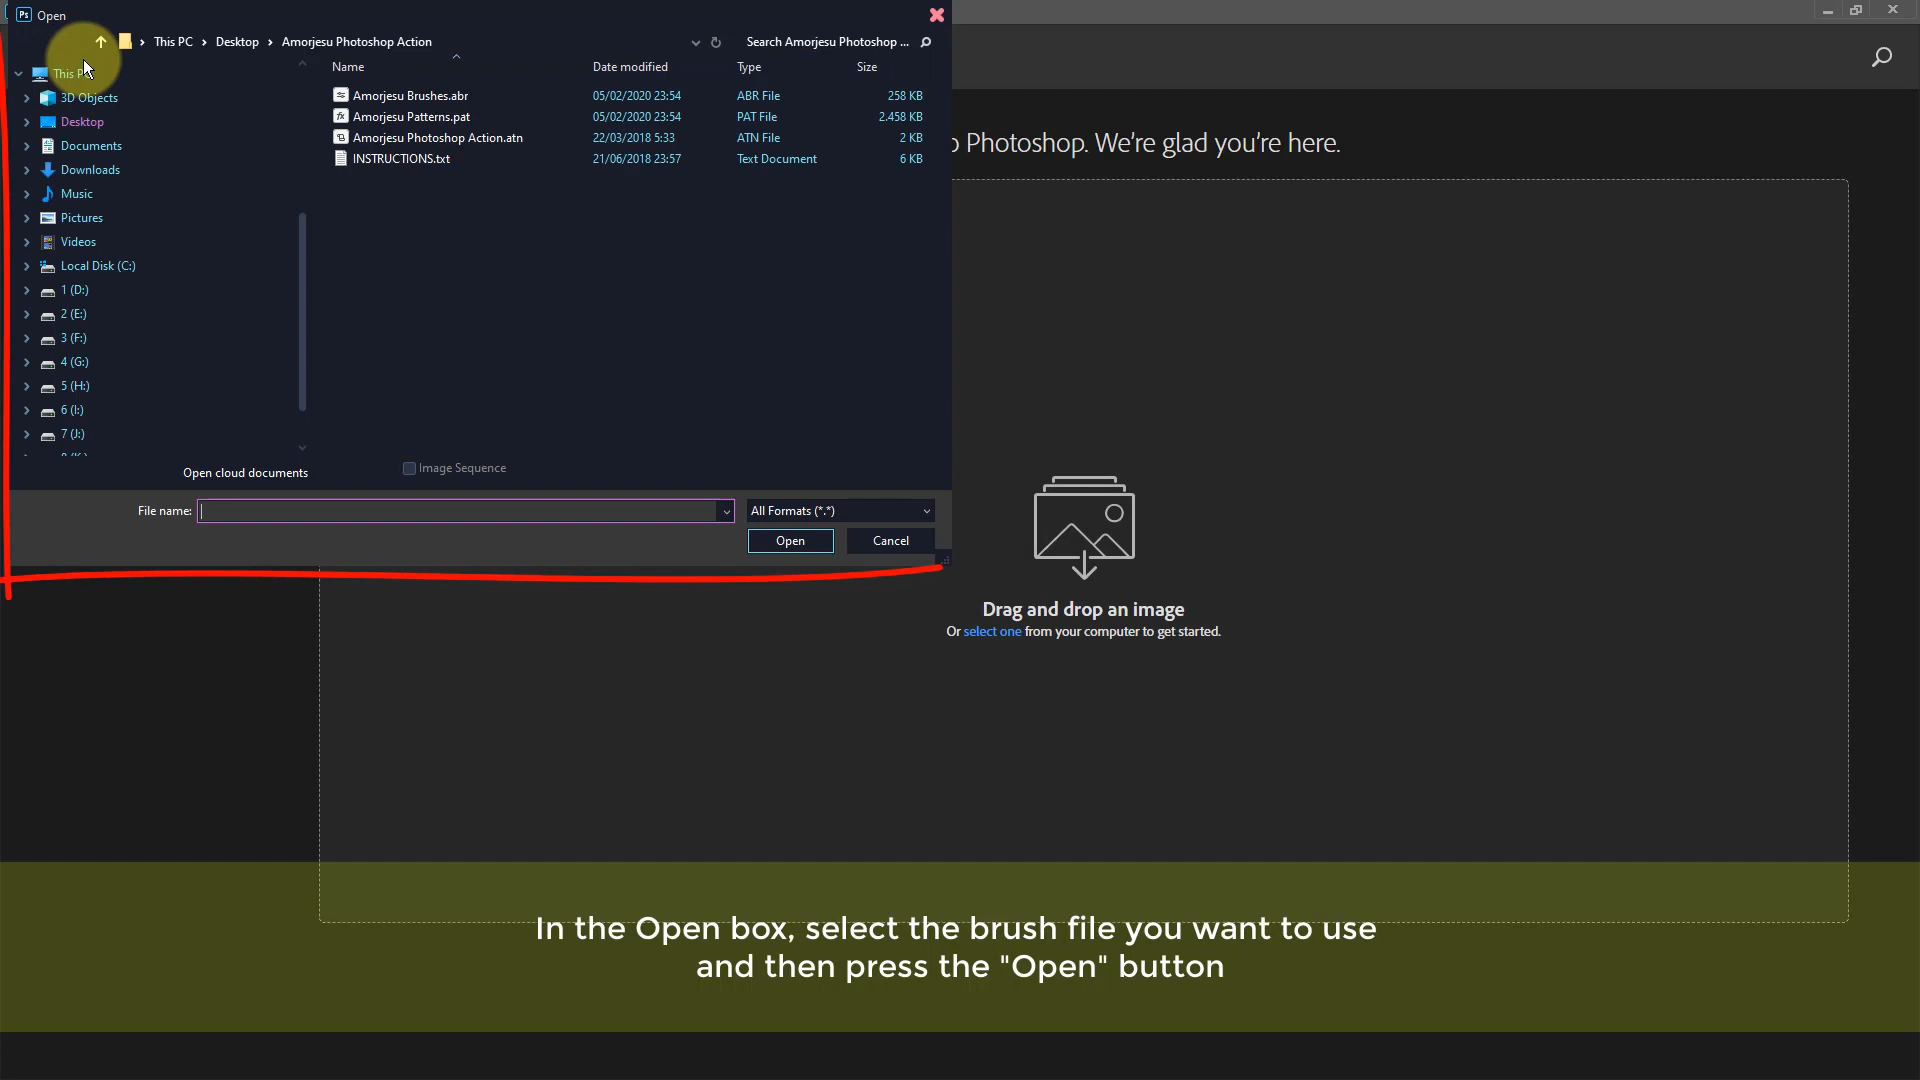 Ps Open
This PC > Desktop > Amorjesu Photoshop Action
Search Amorjesu Photoshop ...
Name Date modified Type Size
Amorjesu Brushes.abr 05/02/2020 23:54 ABR File 258 KB
Amorjesu Patterns.pat 05/02/2020 23:54 PAT File 2.458 KB
Amorjesu Photoshop Action.atn 22/03/2018 5:33 ATN File 2 KB
INSTRUCTIONS.txt 21/06/2018 23:57 Text Document 6 KB
This P
3D Objects
Desktop
Documents
Downloads
Music
Pictures
Videos
Local Disk (C:)
1 (D:)
2 (E:)
3 (F:)
4 (G:)
5 (H:)
6 (I:)
7 (J:)
Open cloud documents
Image Sequence
File name:
All Formats (*.*)
Open
Cancel
Photoshop. We're glad you're here.
Drag and drop an image
Or select one from your computer to get started.
In the Open box, select the brush file you want to use
and then press the "Open" button